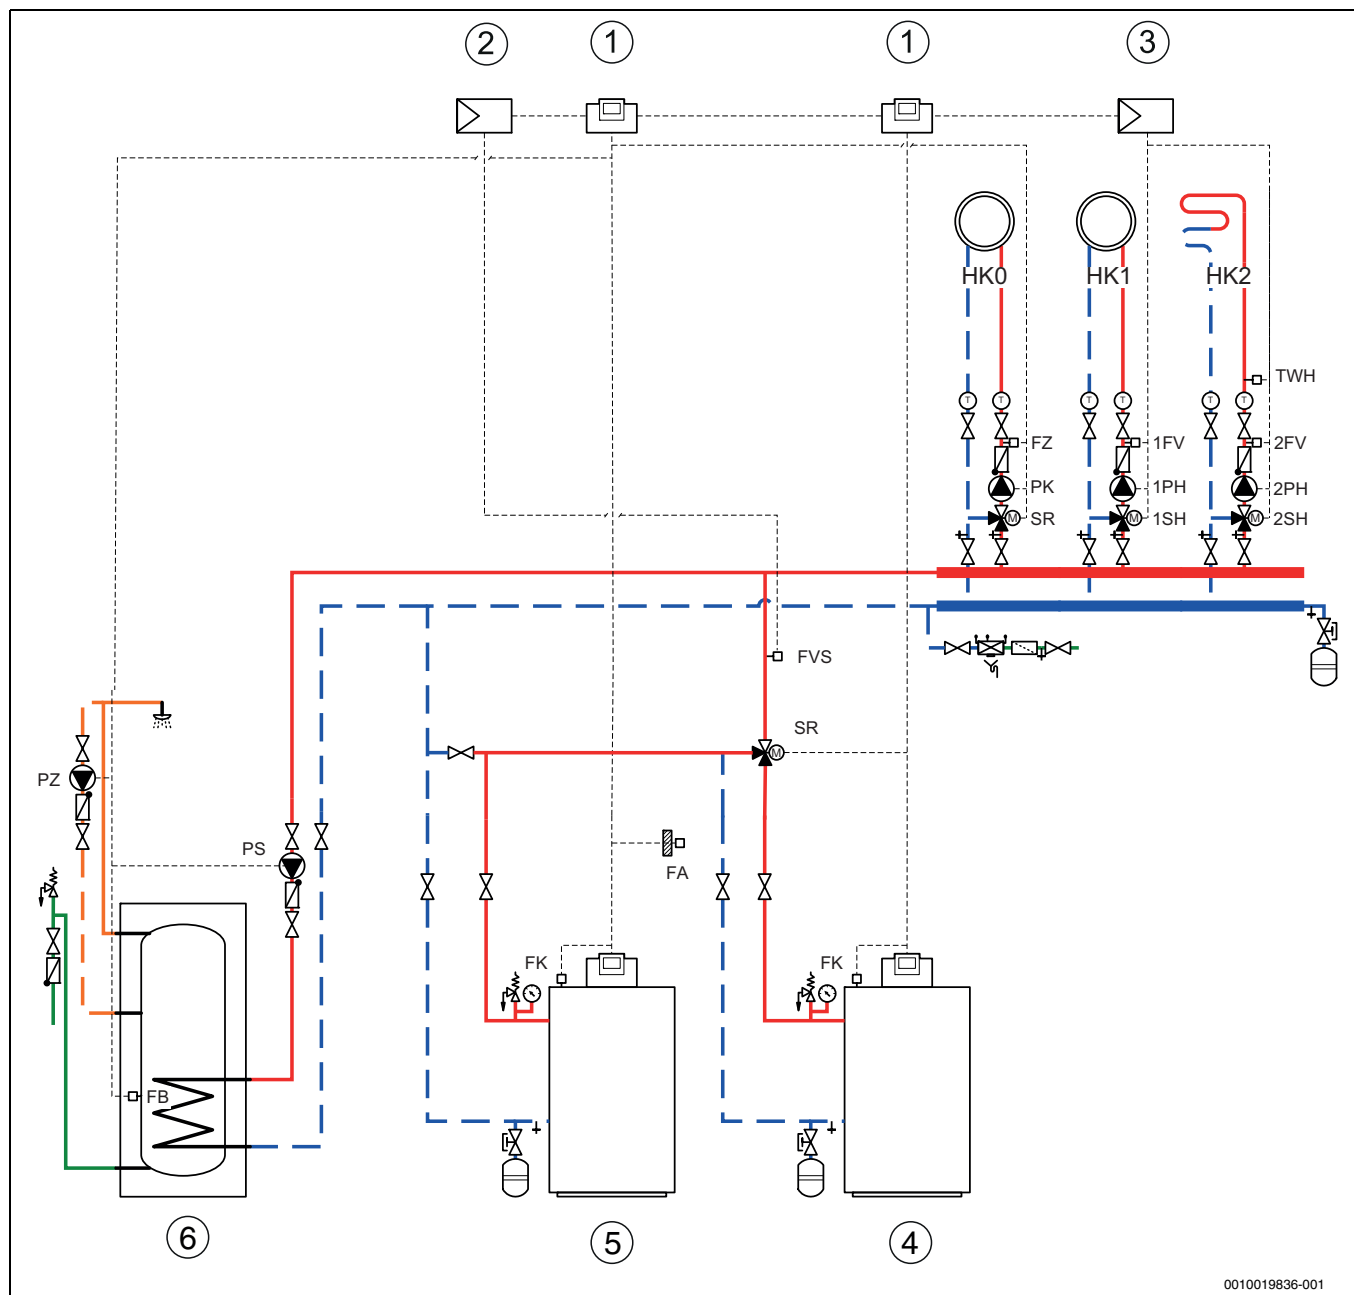 2
1
1
3
HK0
HK1
HK2
TWH
T
T
T
T
T
T
FZ
1FV
2FV
PK
1PH
2PH
M
SR
M
1SH
M
2SH
FVS
SR
M
PZ
PS
FA
FK
FK
FB
6
5
4
0010019836-001